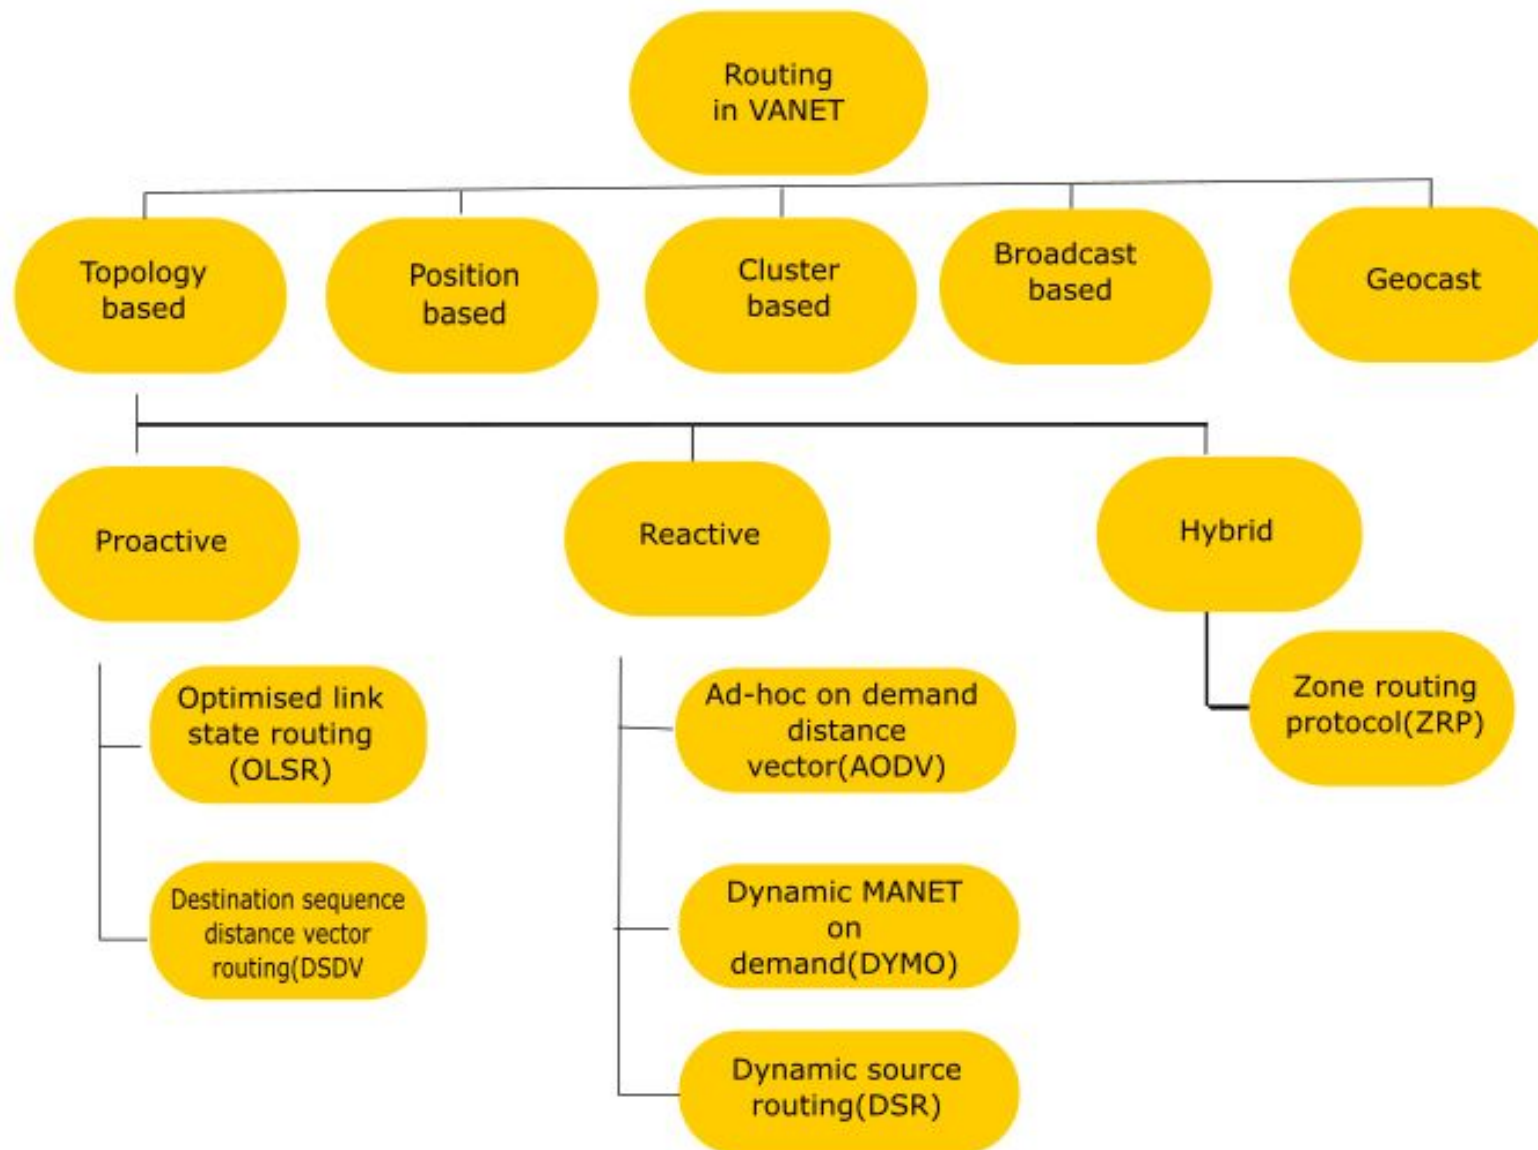 Routing
in VANET
Topology
based
Position
based
Cluster
based
Broadcast
based
Geocast
Proactive
Reactive
Hybrid
Optimised link
state routing
(OLSR)
Destination sequence
distance vector
routing(DSDV
Ad-hoc on demand
distance
vector(AODV)
Dynamic MANET
on
demand(DYMO)
Dynamic source
routing(DSR)
Zone routing
protocol(ZRP)